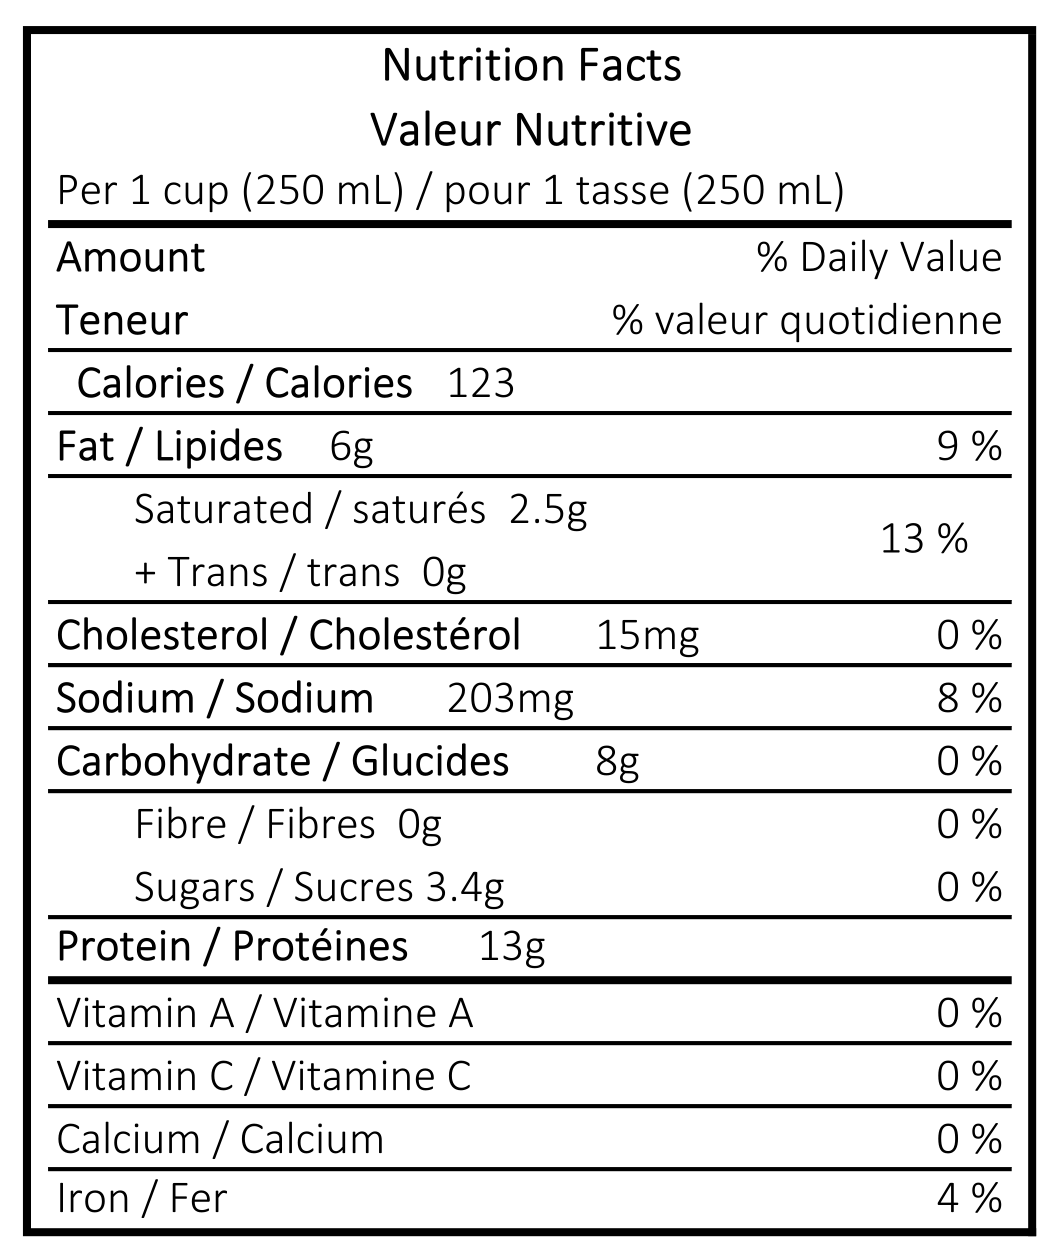 Nutrition Facts
Valeur Nutritive
Per 1 cup (250 mL) / pour 1 tasse (250 mL)
Amount % Daily Value
Teneur % valeur quotidienne
Calories / Calories 123
Fat / Lipides 6g 9 %
Saturated / saturés 2.5g
13 %
+ Trans / trans 0g
Cholesterol / Cholestérol 15mg 0 %
Sodium / Sodium 203mg 8 %
Carbohydrate / Glucides 8g 0 %
Fibre / Fibres 0g 0 %
Sugars / Sucres 3.4g 0 %
Protein / Protéines 13g
Vitamin A / Vitamine A 0 %
Vitamin C / Vitamine C 0 %
Calcium / Calcium 0 %
Iron / Fer 4 %